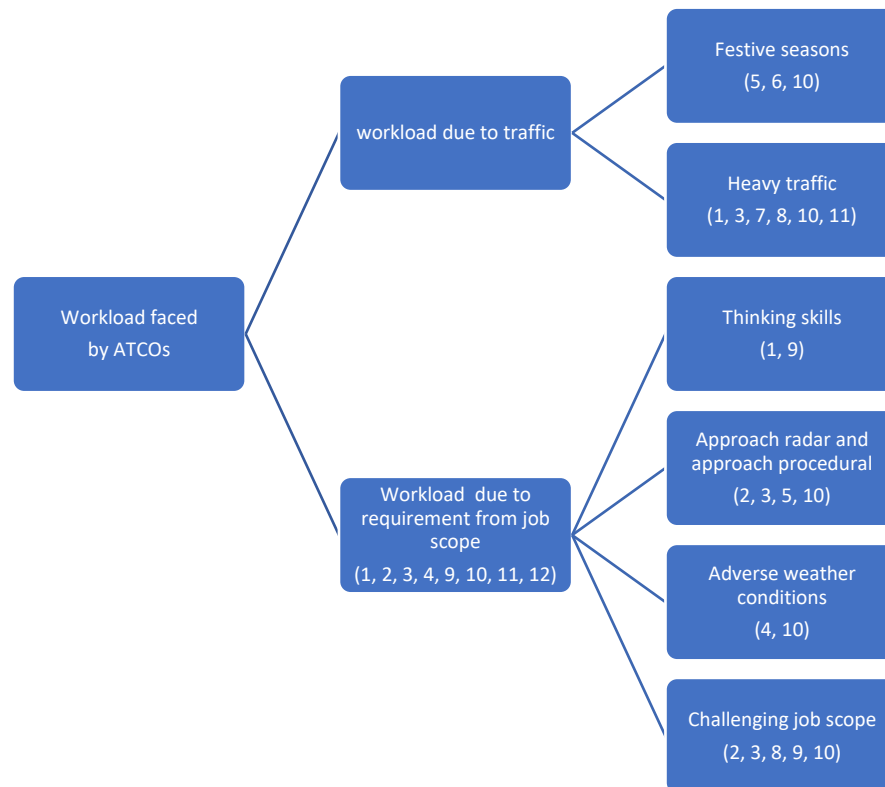 Festive seasons
(5, 6, 10)
workload due to traffic
Heavy traffic
(1, 3, 7, 8, 10, 11)
Workload faced
by ATCOs
Thinking skills
(1, 9)
Approach radar and
approach procedural
(2, 3, 5, 10)
Workload  due to
requirement from job
scope
(1, 2, 3, 4, 9, 10, 11, 12)
Adverse weather
conditions
(4, 10)
Challenging job scope
(2, 3, 8, 9, 10)